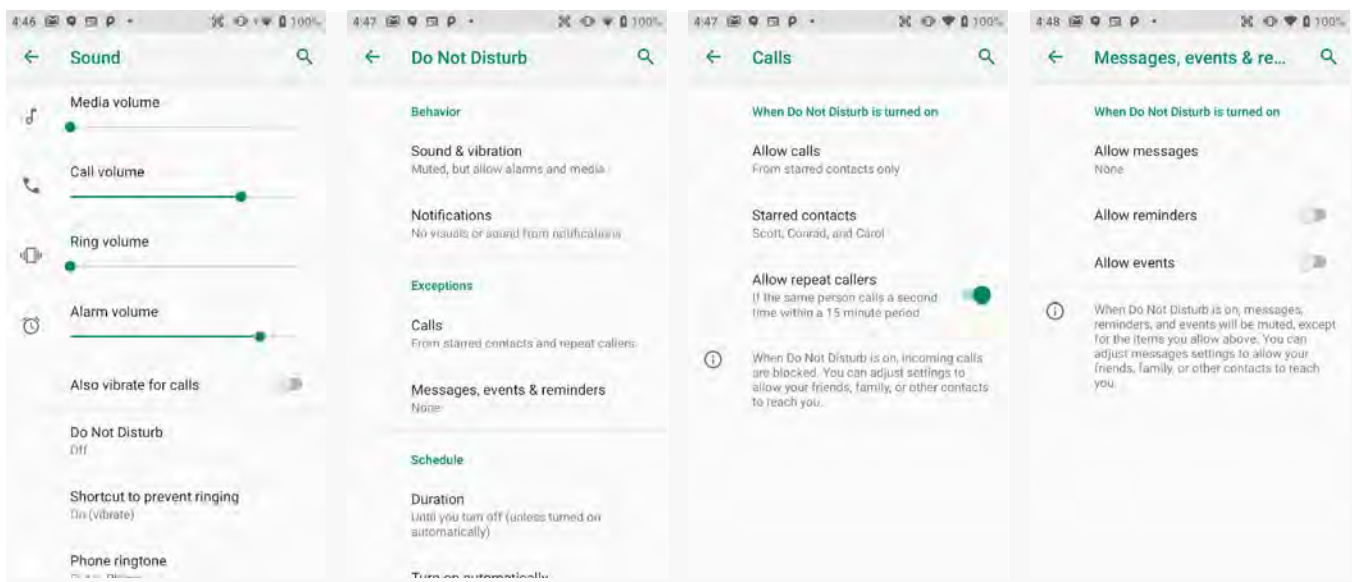 4:46 P 100%
Sound
Media volume
Call volume
Ring volume
Alarm volume
Also vibrate for calls
Do Not Disturb
Off
Shortcut to prevent ringing
On (vibrate)
Phone ringtone
4:47 P 100%
Do Not Disturb
Behavior
Sound & vibration
Muted, but allow alarms and media
Notifications
No visuals or sound from notifications
Exceptions
Calls
From starred contacts and repeat callers
Messages, events & reminders
None
Schedule
Duration
Until you turn off (unless turned on
automatically)
Turn on automatically
4:47 P 100%
Calls
When Do Not Disturb is turned on
Allow calls
From starred contacts only
Starred contacts
Scott, Conrad, and Carol
Allow repeat callers
If the same person calls a second
time within a 15 minute period
When Do Not Disturb is on, incoming calls
are blocked. You can adjust settings to
allow your friends, family, or other contacts
to reach you.
4:48 P 100%
Messages, events & re...
When Do Not Disturb is turned on
Allow messages
None
Allow reminders
Allow events
When Do Not Disturb is on, messages,
reminders, and events will be muted, except
for the items you allow above. You can
adjust messages settings to allow your
friends, family, or other contacts to reach
you.